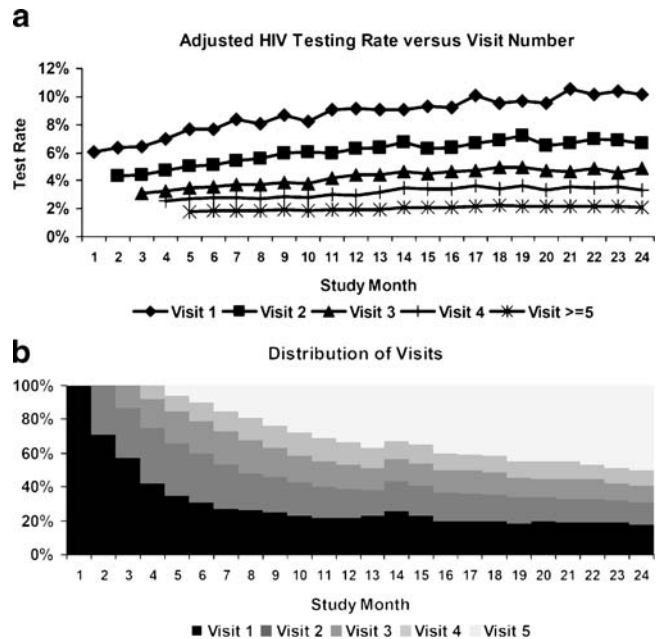 a
Adjusted HIV Testing Rate versus Visit Number
12%
10%
8%
6%
4%
2%
0%
Test Rate
1 2 3 4 5 6 7 8 9 10 11 12 13 14 15 16 17 18 19 20 21 22 23 24
Study Month
Visit 1 Visit 2 Visit 3 Visit 4 Visit >=5
b
Distribution of Visits
100%
80%
60%
40%
20%
0%
1 2 3 4 5 6 7 8 9 10 11 12 13 14 15 16 17 18 19 20 21 22 23 24
Study Month
Visit 1 Visit 2 Visit 3 Visit 4 Visit 5